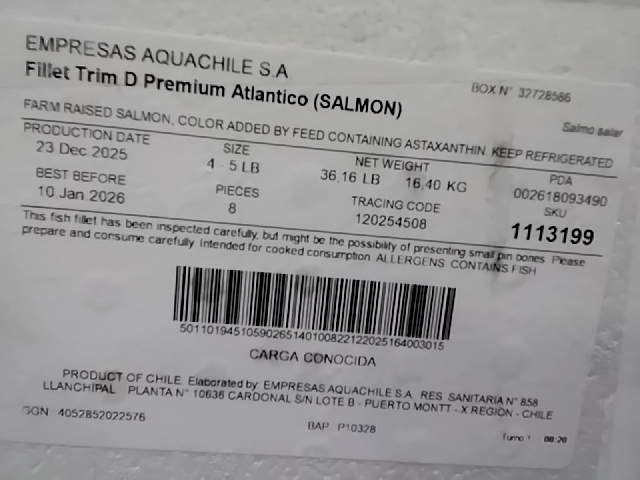 EMPRESAS AQUACHILE S.A
Fillet Trim D Premium Atlantico (SALMON)
BOX N° 32728586
Salmo salar
FARM RAISED SALMON, COLOR ADDED BY FEED CONTAINING ASTAXANTHIN. KEEP REFRIGERATED
PRODUCTION DATE SIZE NET WEIGHT PDA
23 Dec 2025 4 - 5 LB 36,16 LB 16,40 KG 002618093490
BEST BEFORE PIECES TRACING CODE SKU
10 Jan 2026 8 120254508 1113199
This fish fillet has been inspected carefully, but might be the possibility of presenting small pin bones. Please
prepare and consume carefully. Intended for cooked consumption. ALLERGENS: CONTAINS FISH
5011019451059026514010082212202516400301​5
CARGA CONOCIDA
PRODUCT OF CHILE. Elaborated by: EMPRESAS AQUACHILE S.A. RES. SANITARIA N° 858
LLANCHIPAL PLANTA N° 10636 CARDONAL S/N LOTE B - PUERTO MONTT - X REGION - CHILE
GGN 4052852022576 BAP P10328 Turno 1 08:20